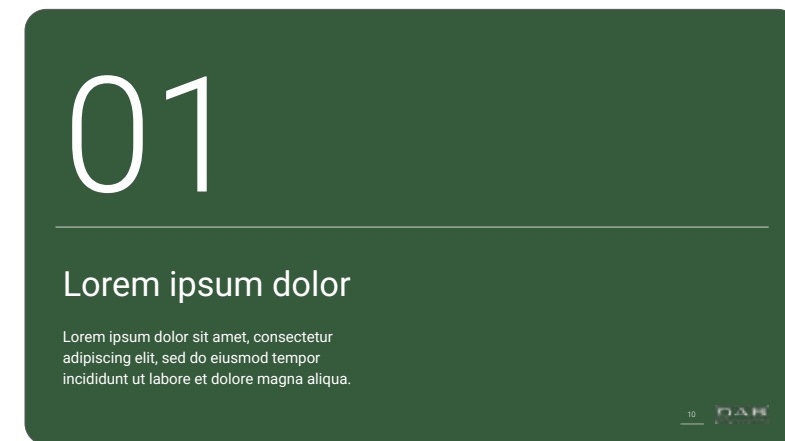 01
Lorem ipsum dolor
Lorem ipsum dolor sit amet, consectetur
adipiscing elit, sed do eiusmod tempor
incididunt ut labore et dolore magna aliqua.
10
DAB